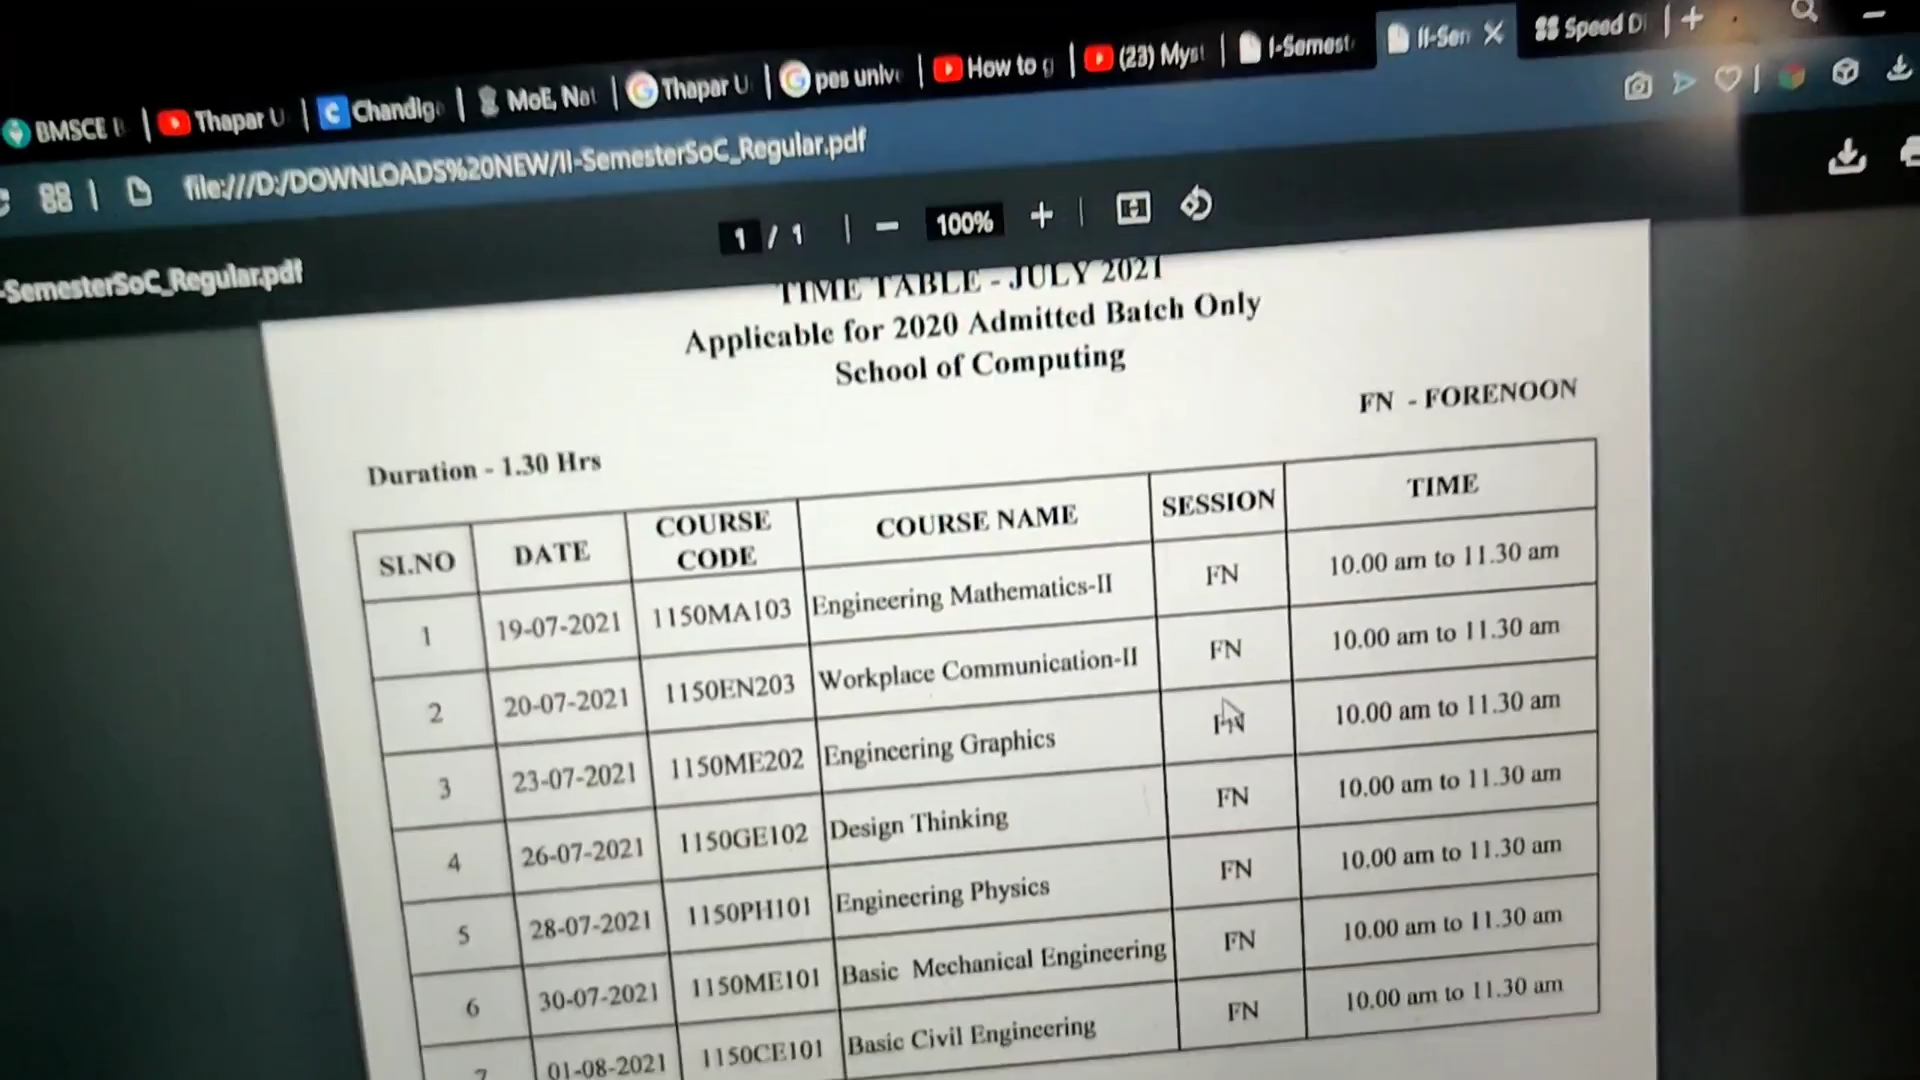 BMSCE B
Thapar U
Chandig
MoE, Nat
Thapar U
pes unive
How to g
(23) Myst
I-Semest
II-Sem
Speed Di
file:///D:/DOWNLOADS%20NEW/II-SemesterSoC_Regular.pdf
-SemesterSoC_Regular.pdf
1 / 1
100%
TIME TABLE - JULY 2021
Applicable for 2020 Admitted Batch Only
School of Computing
FN - FORENOON
Duration - 1.30 Hrs
SI.NO DATE COURSE CODE COURSE NAME SESSION TIME
1 19-07-2021 1150MA103 Engineering Mathematics-II FN 10.00 am to 11.30 am
2 20-07-2021 1150EN203 Workplace Communication-II FN 10.00 am to 11.30 am
3 23-07-2021 1150ME202 Engineering Graphics FN 10.00 am to 11.30 am
4 26-07-2021 1150GE102 Design Thinking FN 10.00 am to 11.30 am
5 28-07-2021 1150PH101 Engineering Physics FN 10.00 am to 11.30 am
6 30-07-2021 1150ME101 Basic Mechanical Engineering FN 10.00 am to 11.30 am
7 01-08-2021 1150CE101 Basic Civil Engineering FN 10.00 am to 11.30 am